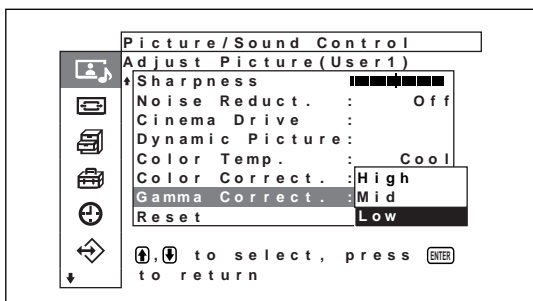 Picture/Sound Control
Adjust Picture(User1)
Sharpness
Noise Reduct. : Off
Cinema Drive :
Dynamic Picture:
Color Temp. : Cool
Color Correct. : High
Gamma Correct. : Mid
Reset Low
, to select, press ENTER
to return